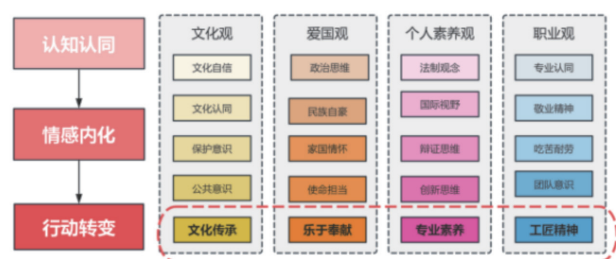 认知认同
情感内化
行动转变
文化观
文化自信
文化认同
保护意识
公共意识
文化传承
爱国观
政治思维
民族自豪
家国情怀
使命担当
乐于奉献
个人素养观
法制观念
国际视野
辩证思维
创新思维
专业素养
职业观
专业认同
敬业精神
吃苦耐劳
团队意识
工匠精神